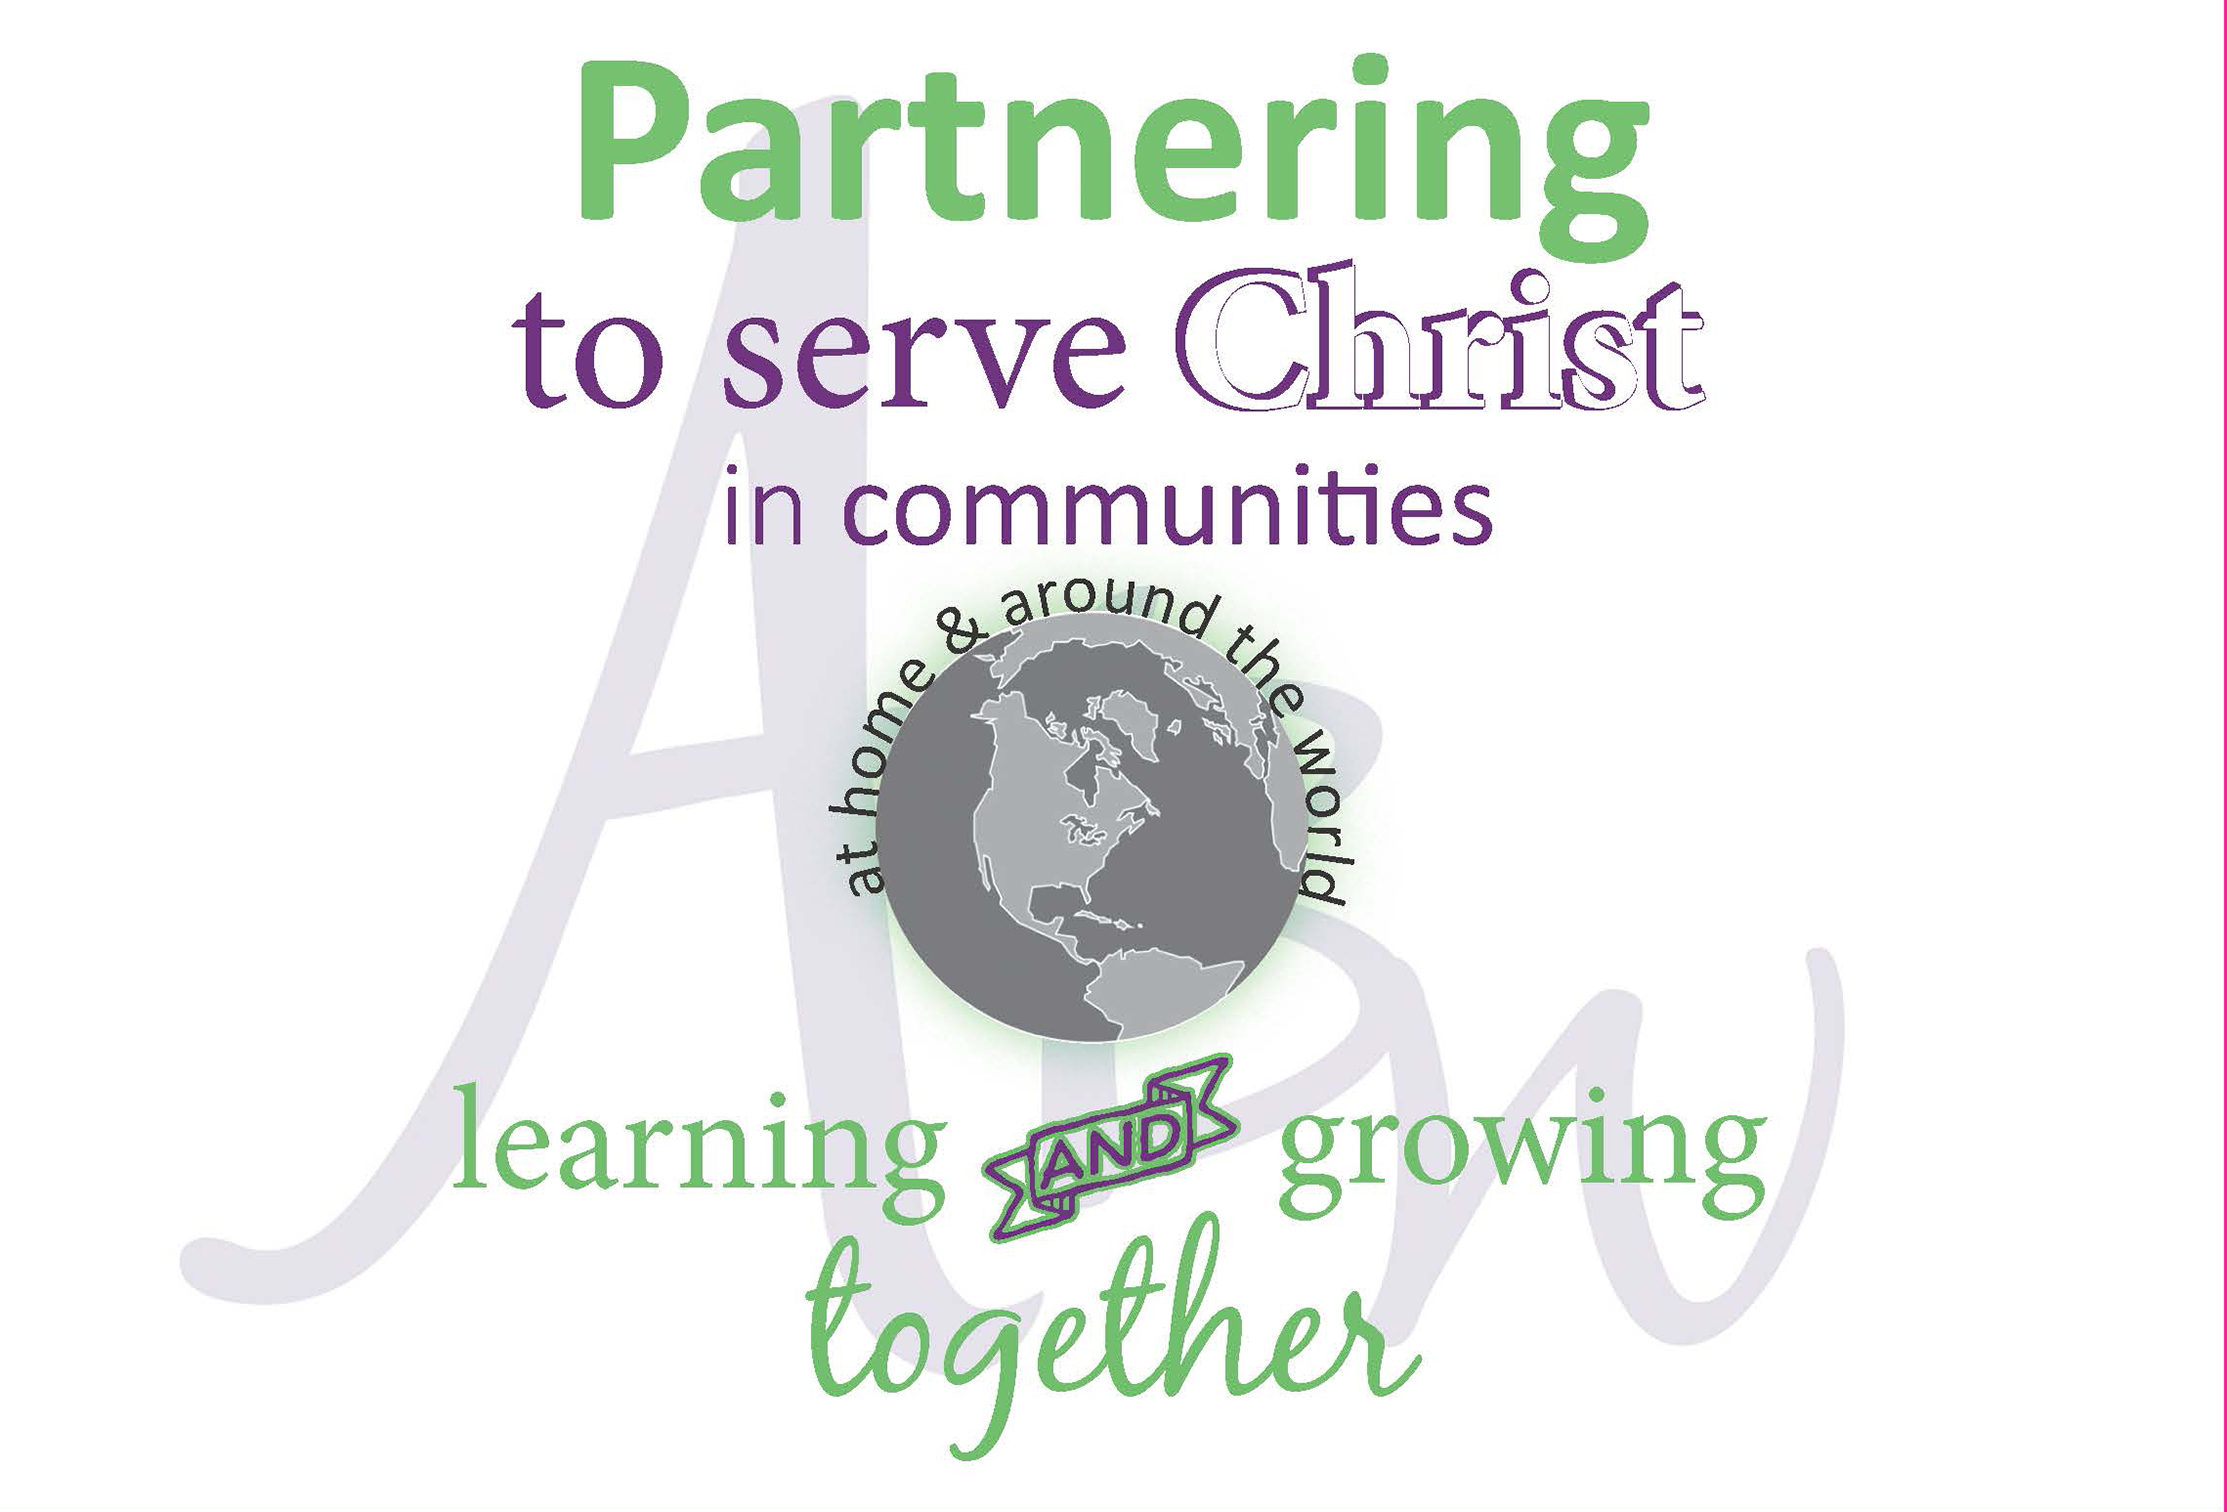 Partnering
to serve Christ
in communities
at home & around the world
learning AND growing
together